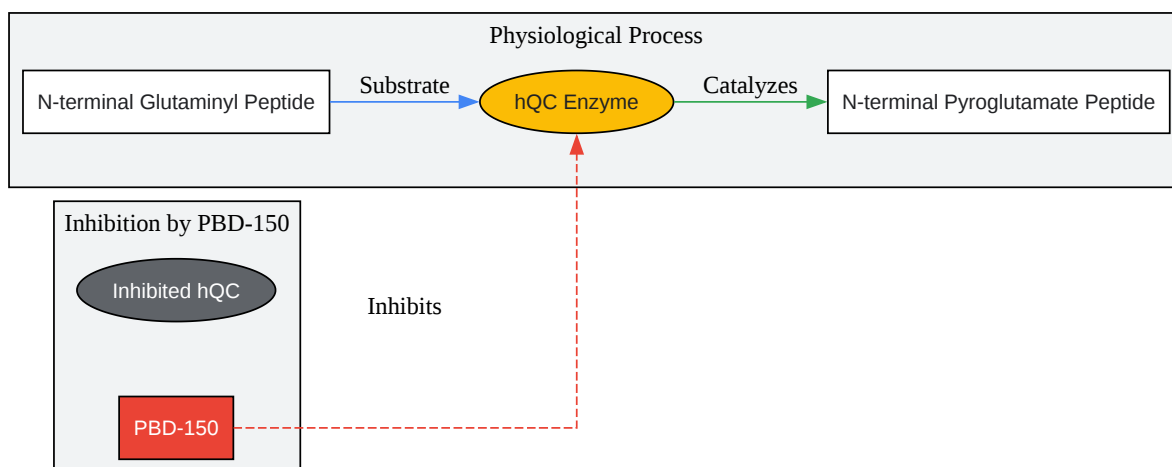 Physiological Process
N-terminal Glutaminyl Peptide
Substrate
hQC Enzyme
Catalyzes
N-terminal Pyroglutamate Peptide
Inhibition by PBD-150
Inhibited hQC
Inhibits
PBD-150